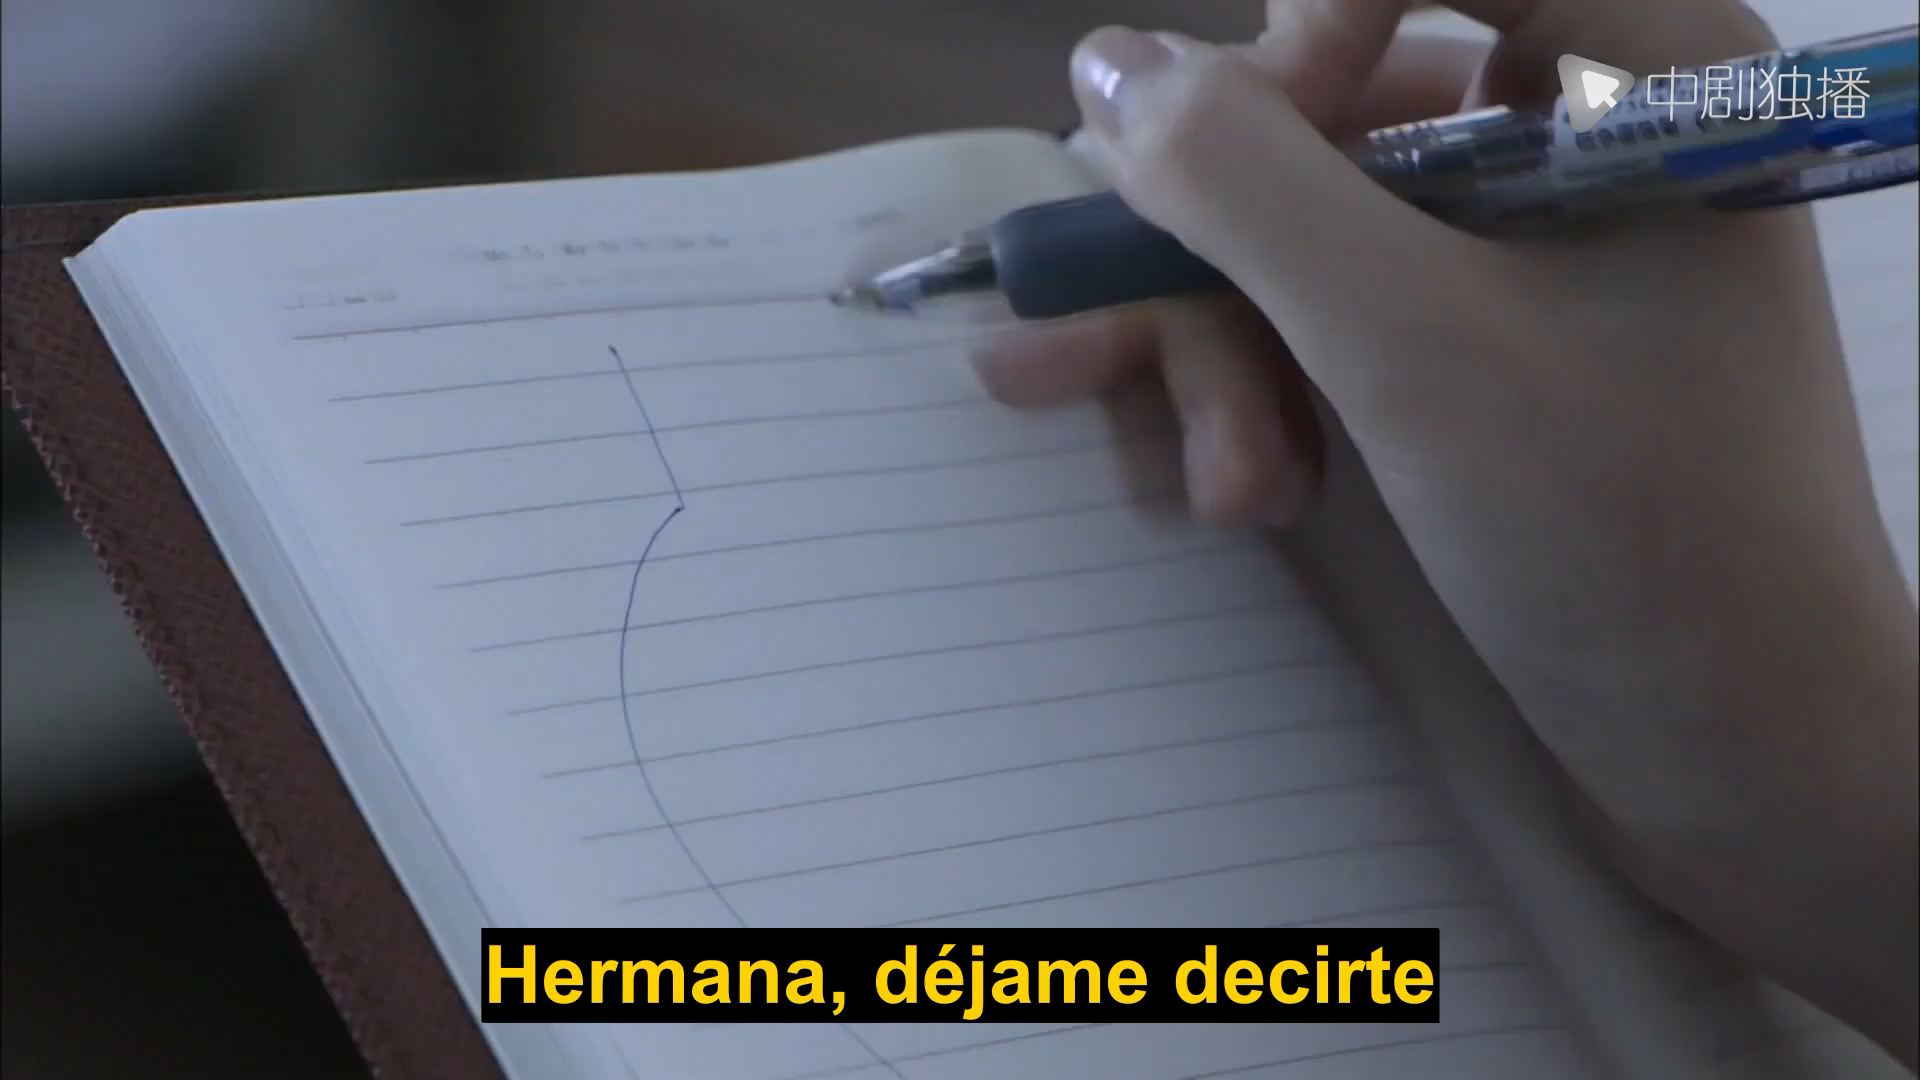 中剧独播
Hermana, déjame decirte